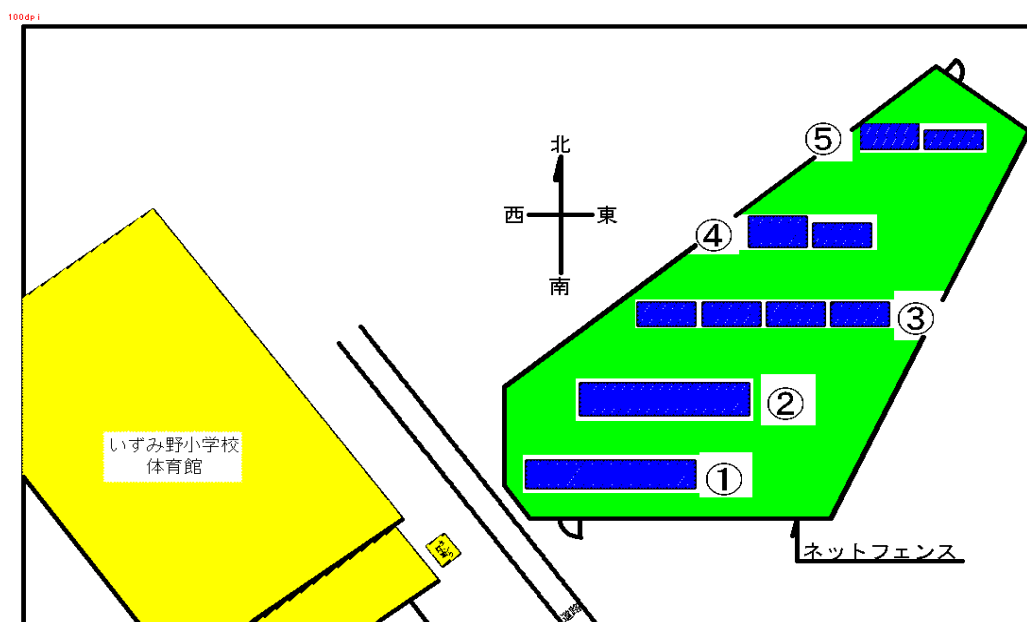 100dpi
⑤
北
西
東
④
南
③
②
いずみ野小学校
体育館
①
ネットフェンス
道路